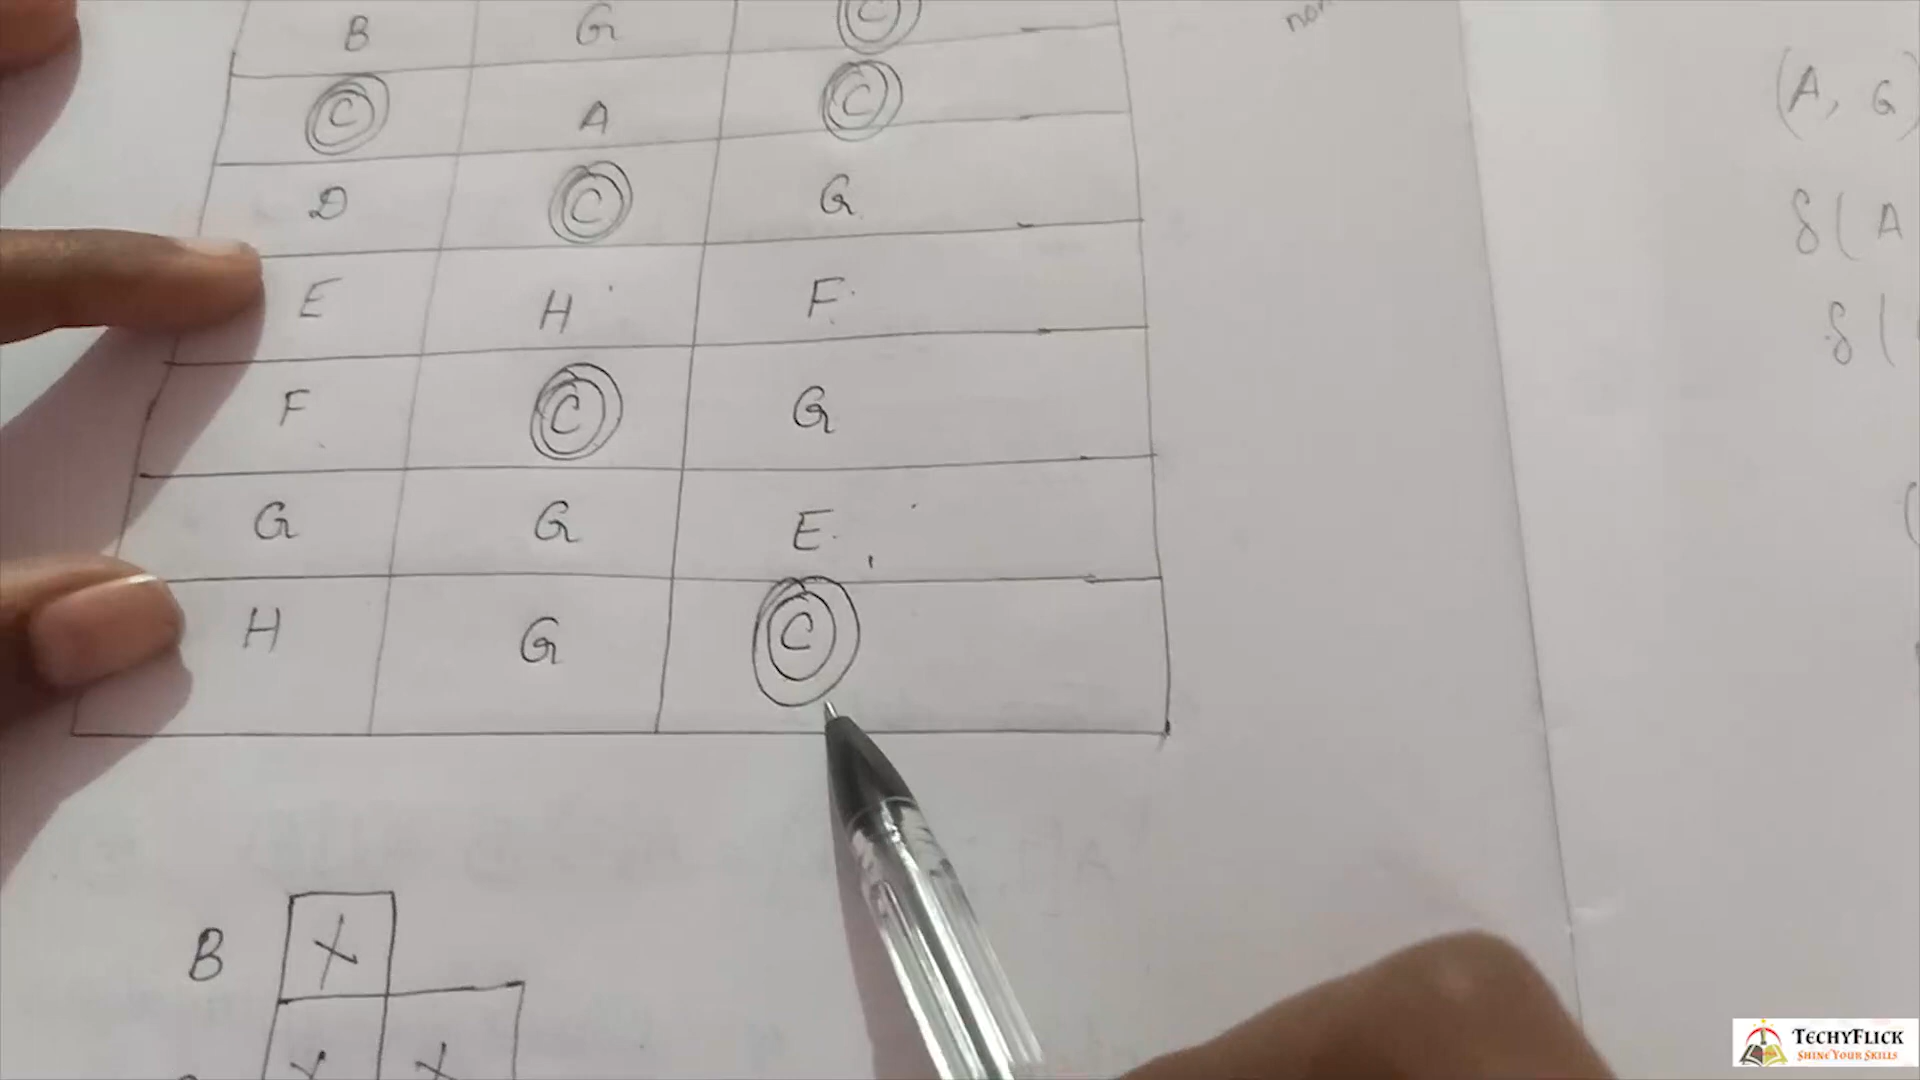 B G C
C A C
D C G
E H F
F C G
G G E
H G C
B X
X X
(A, G)
δ( A
δ(
TECHYFLICK
SHINE YOUR SKILLS